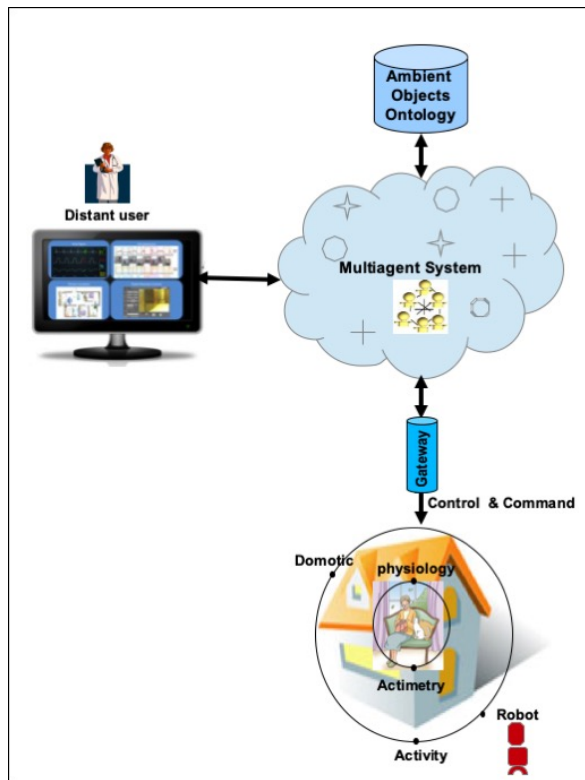 Ambient
Objects
Ontology
Distant user
Multiagent System
Gateway
Control & Command
Domotic
physiology
Actimetry
Robot
Activity